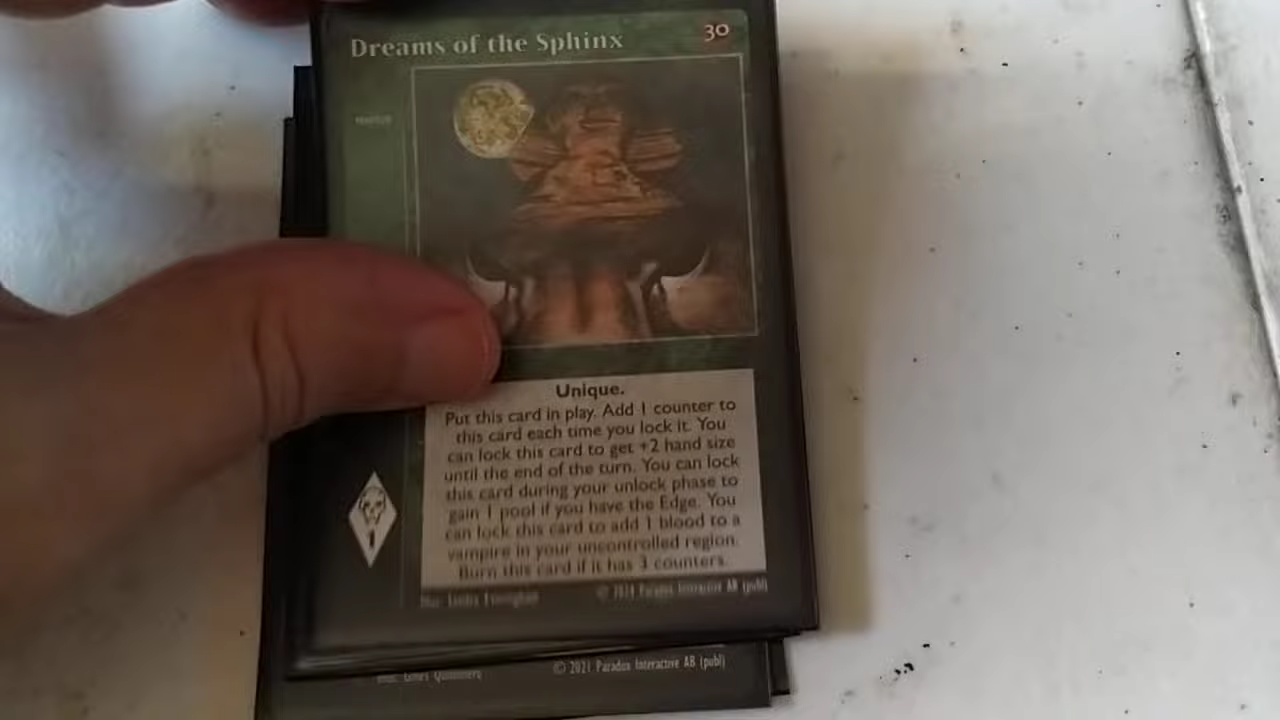 Dreams of the Sphinx 30
MASTER
Unique.
Put this card in play. Add 1 counter to
this card each time you lock it. You
can lock this card to get +2 hand size
until the end of the turn. You can lock
this card during your unlock phase to
gain 1 pool if you have the Edge. You
can lock this card to add 1 blood to a
vampire in your uncontrolled region.
Burn this card if it has 3 counters.
1
Illus: Sandra Everingham © Paradox Interactive AB (publ)
© 2021 Paradox Interactive AB (publ)